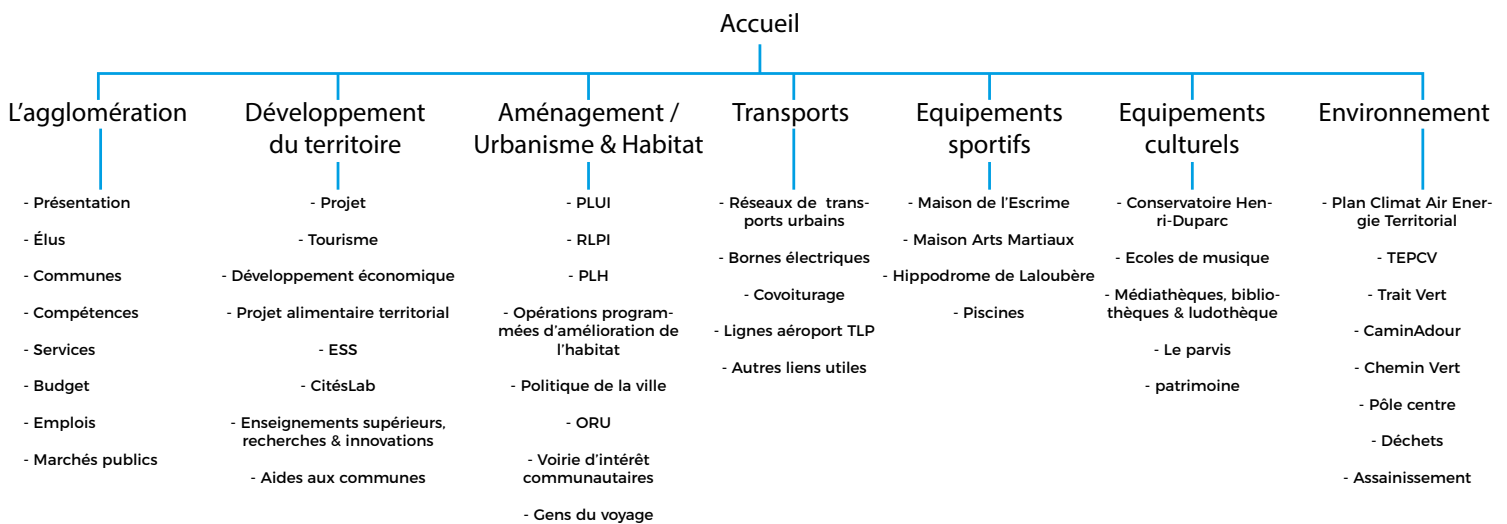 Accueil
L'agglomération
- Présentation
- Élus
- Communes
- Compétences
- Services
- Budget
- Emplois
- Marchés publics
Développement
du territoire
- Projet
- Tourisme
- Développement économique
- Projet alimentaire territorial
- ESS
- CitésLab
- Enseignements supérieurs,
recherches & innovations
- Aides aux communes
Aménagement /
Urbanisme & Habitat
- PLUI
- RLPI
- PLH
- Opérations program-
mées d'amélioration de
l'habitat
- Politique de la ville
- ORU
- Voirie d'intérêt
communautaires
- Gens du voyage
Transports
- Réseaux de trans-
ports urbains
- Bornes électriques
- Covoiturage
- Lignes aéroport TLP
- Autres liens utiles
Equipements
sportifs
- Maison de l'Escrime
- Maison Arts Martiaux
- Hippodrome de Laloubère
- Piscines
Equipements
culturels
- Conservatoire Hen-
ri-Duparc
- Ecoles de musique
- Médiathèques, biblio-
thèques & ludothèque
- Le parvis
- patrimoine
Environnement
- Plan Climat Air Ener-
gie Territorial
- TEPCV
- Trait Vert
- CaminAdour
- Chemin Vert
- Pôle centre
- Déchets
- Assainissement